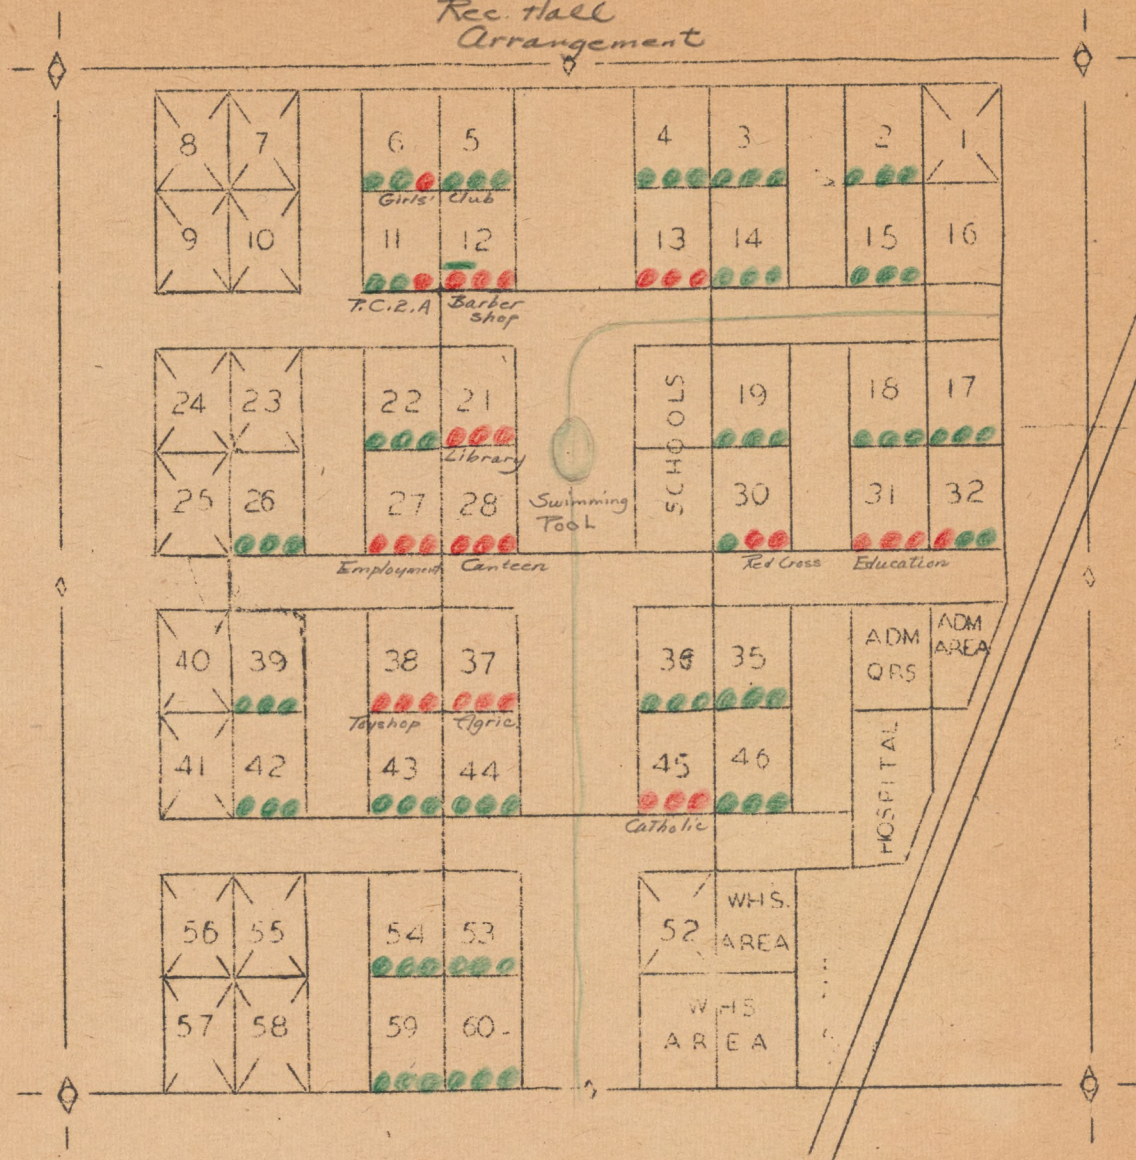 Rec. Hall
Arrangement
8 7 6 5 4 3 2 1
Girls' Club
9 10 11 12 13 14 15 16
P.C.2.A Barber
shop
24 23 22 21 SCHOOLS 19 18 17
Library
25 26 27 28 30 31 32
Swimming
Pool
Employment Canteen Red Cross Education
40 39 38 37 36 35 ADM
QRS
ADM
AREA
Toyshop Agric.
41 42 43 44 45 46 HOSPITAL
Catholic
56 55 54 53 52 WHS.
AREA
57 58 59 60
WHS
AREA